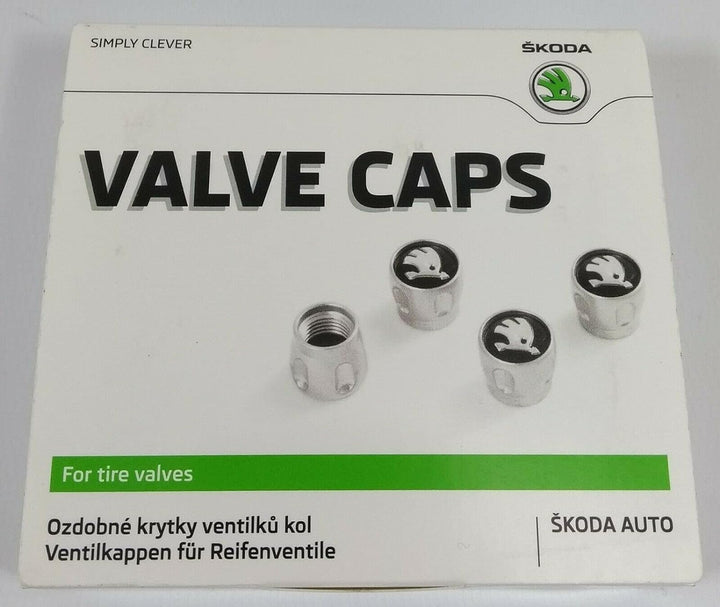 SIMPLY CLEVER
ŠKODA
VALVE CAPS
For tire valves
Ozdobné krytky ventilků kol
Ventilkappen für Reifenventile
ŠKODA AUTO